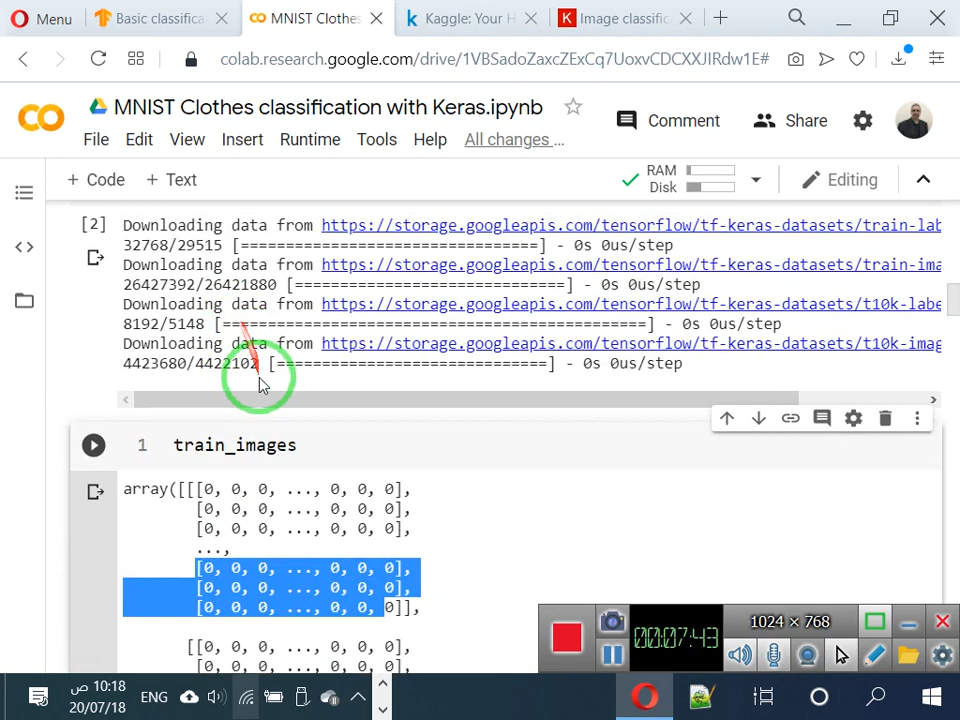 Menu
Basic classificat
MNIST Clothes
Kaggle: Your H
Image classific
colab.research.google.com/drive/1VBSadoZaxcZExCq7UoxvCDCXXJIRdwyE#
MNIST Clothes classification with Keras.ipynb
Comment
Share
File Edit View Insert Runtime Tools Help All changes …
+ Code + Text
RAM
Disk
Editing
[2]
Downloading data from https://storage.googleapis.com/tensorflow/tf-keras-datasets/train-lab
32768/29515 [==============================] - 0s 0us/step
Downloading data from https://storage.googleapis.com/tensorflow/tf-keras-datasets/train-ima
26427392/26421880 [==============================] - 0s 0us/step
Downloading data from https://storage.googleapis.com/tensorflow/tf-keras-datasets/t10k-labe
8192/5148 [===============================================] - 0s 0us/step
Downloading data from https://storage.googleapis.com/tensorflow/tf-keras-datasets/t10k-imag
4423680/4422102 [==============================] - 0s 0us/step
1 train_images
array([[[0, 0, 0, ..., 0, 0, 0],
[0, 0, 0, ..., 0, 0, 0],
[0, 0, 0, ..., 0, 0, 0],
...,
[0, 0, 0, ..., 0, 0, 0],
[0, 0, 0, ..., 0, 0, 0],
[0, 0, 0, ..., 0, 0, 0]],
[[0, 0, 0, ..., 0, 0, 0],
[0, 0, 0, ..., 0, 0, 0],
00:07:43
1024 × 768
10:18 ص
20/07/18
ENG